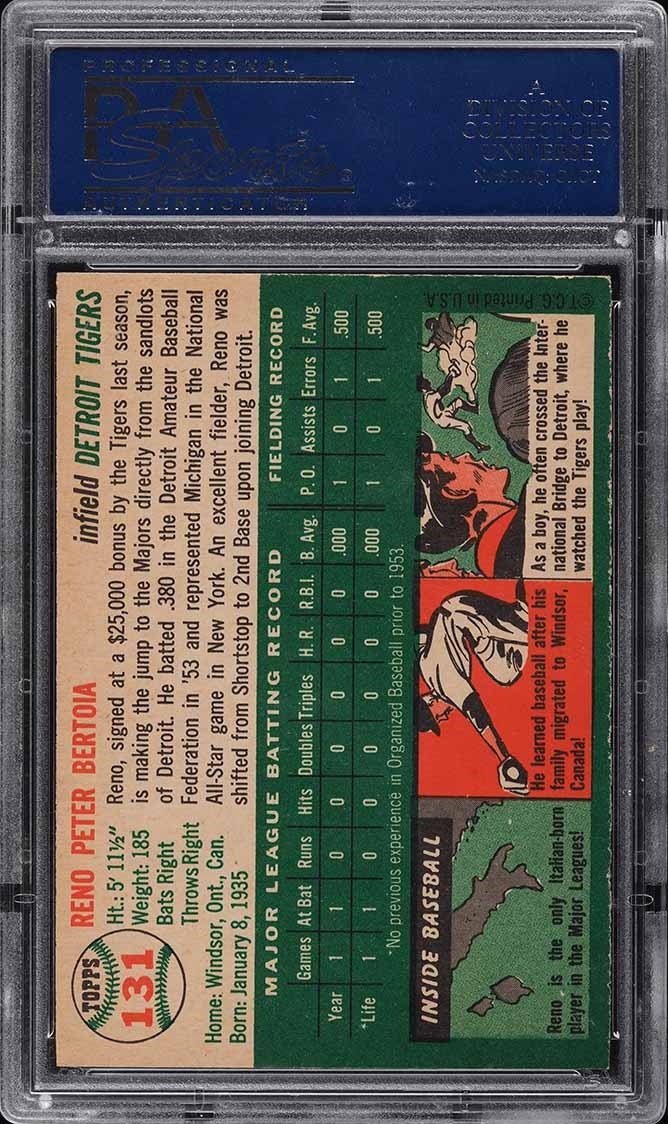 PROFESSIONAL
PSA
Sports
AUTHENTICATOR
A
DIVISION OF
COLLECTORS
UNIVERSE
NASDAQ: CLCT
TOPPS
131
RENO PETER BERTOIA
infield DETROIT TIGERS
Ht.: 5' 11½"
Weight: 185
Bats Right
Throws Right
Home: Windsor, Ont., Can.
Born: January 8, 1935
Reno, signed at a $25,000 bonus by the Tigers last season,
is making the jump to the Majors directly from the sandlots
of Detroit. He batted .380 in the Detroit Amateur Baseball
Federation in '53 and represented Michigan in the National
All-Star game in New York. An excellent fielder, Reno was
shifted from Shortstop to 2nd Base upon joining Detroit.
MAJOR LEAGUE BATTING RECORD FIELDING RECORD
Games At Bat Runs Hits Doubles Triples H.R. R.B.I. B. Avg. P.O. Assists Errors F. Avg.
Year 1 1 0 0 0 0 0 0 .000 1 0 1 .500
*Life 1 1 0 0 0 0 0 0 .000 1 0 1 .500
*No previous experience in Organized Baseball prior to 1953.
INSIDE BASEBALL
Reno is the only Italian-born
player in the Major Leagues!
He learned baseball after his
family migrated to Windsor,
Canada!
As a boy, he often crossed the Inter-
national Bridge to Detroit, where he
watched the Tigers play!
©T.C.G. Printed in U.S.A.